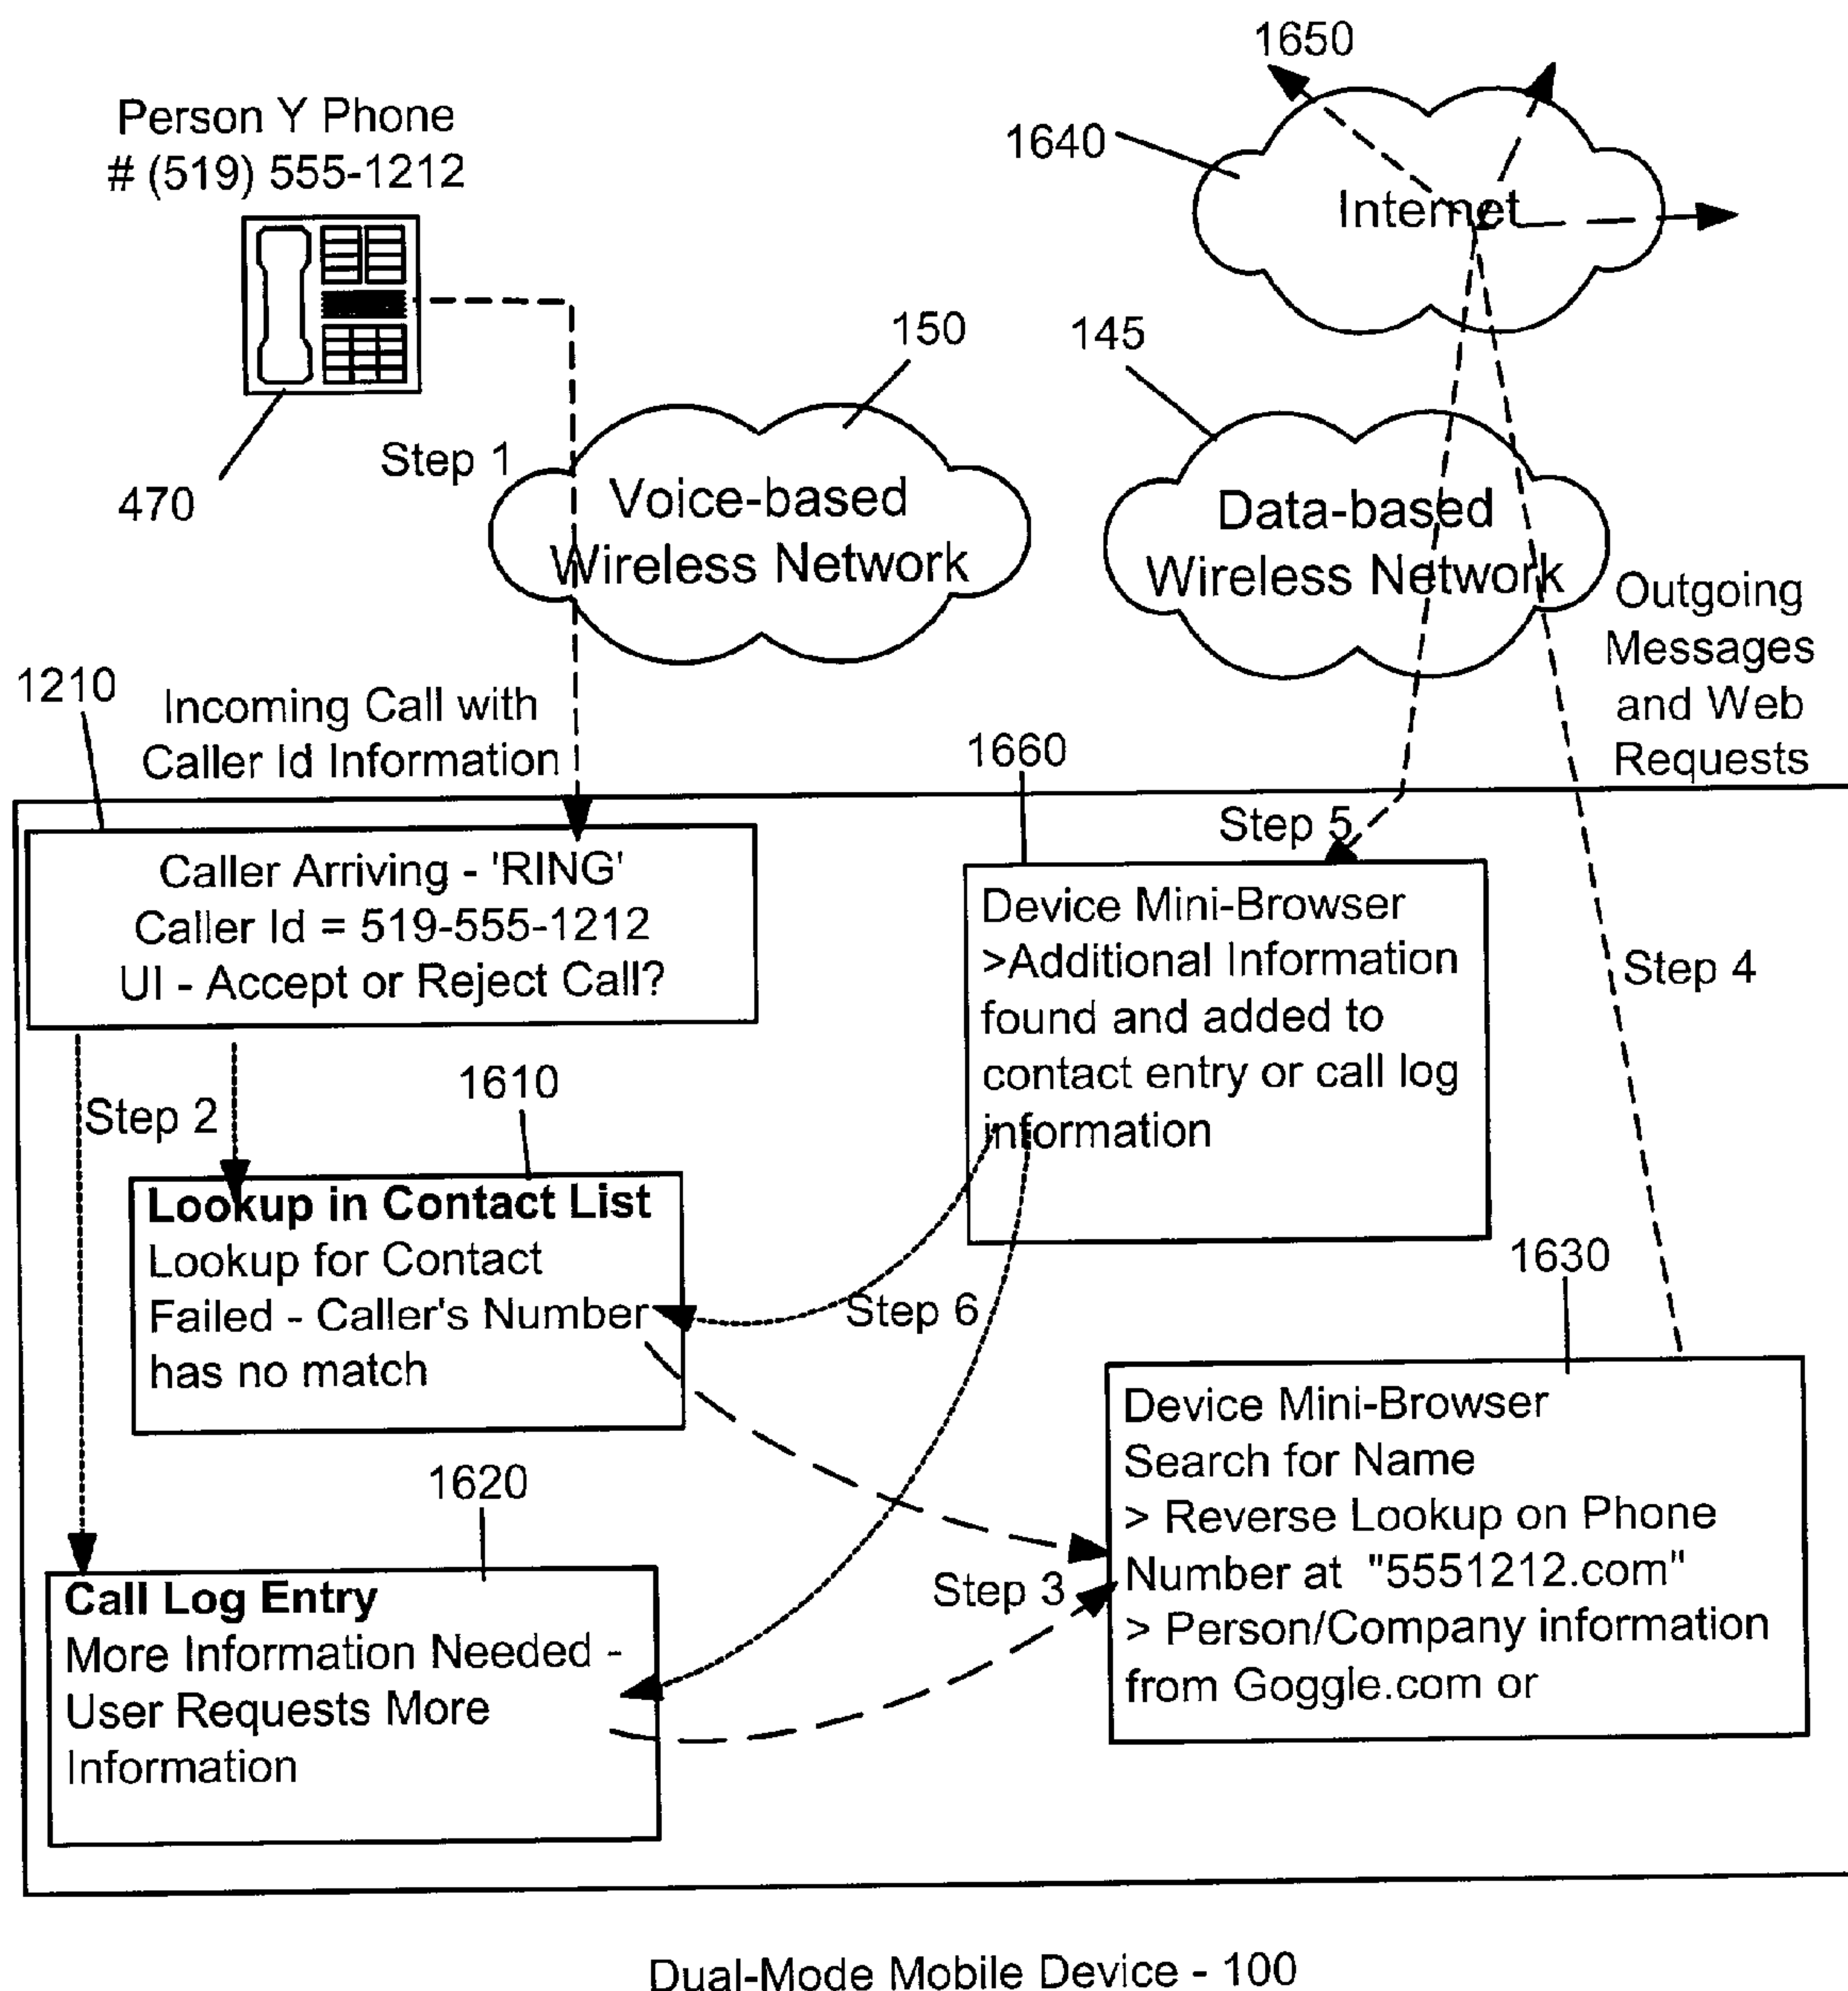 1650
Person Y Phone
# (519) 555-1212
1640
Internet
150
145
Step 1
470
Voice-based
Wireless Network
Data-based
Wireless Network
Outgoing
Messages
and Web
Requests
1210
Incoming Call with
Caller Id Information
1660
Step 5
Caller Arriving - 'RING'
Caller Id = 519-555-1212
UI - Accept or Reject Call?
Device Mini-Browser
>Additional Information
found and added to
contact entry or call log
information
Step 4
Step 2
1610
Lookup in Contact List
Lookup for Contact
Failed - Caller's Number
has no match
Step 6
1630
Device Mini-Browser
Search for Name
> Reverse Lookup on Phone
Number at "5551212.com"
> Person/Company information
from Goggle.com or
1620
Step 3
Call Log Entry
More Information Needed -
User Requests More
Information
Dual-Mode Mobile Device - 100